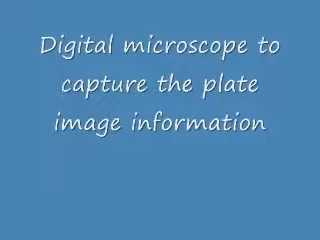 Digital microscope to
capture the plate
image information